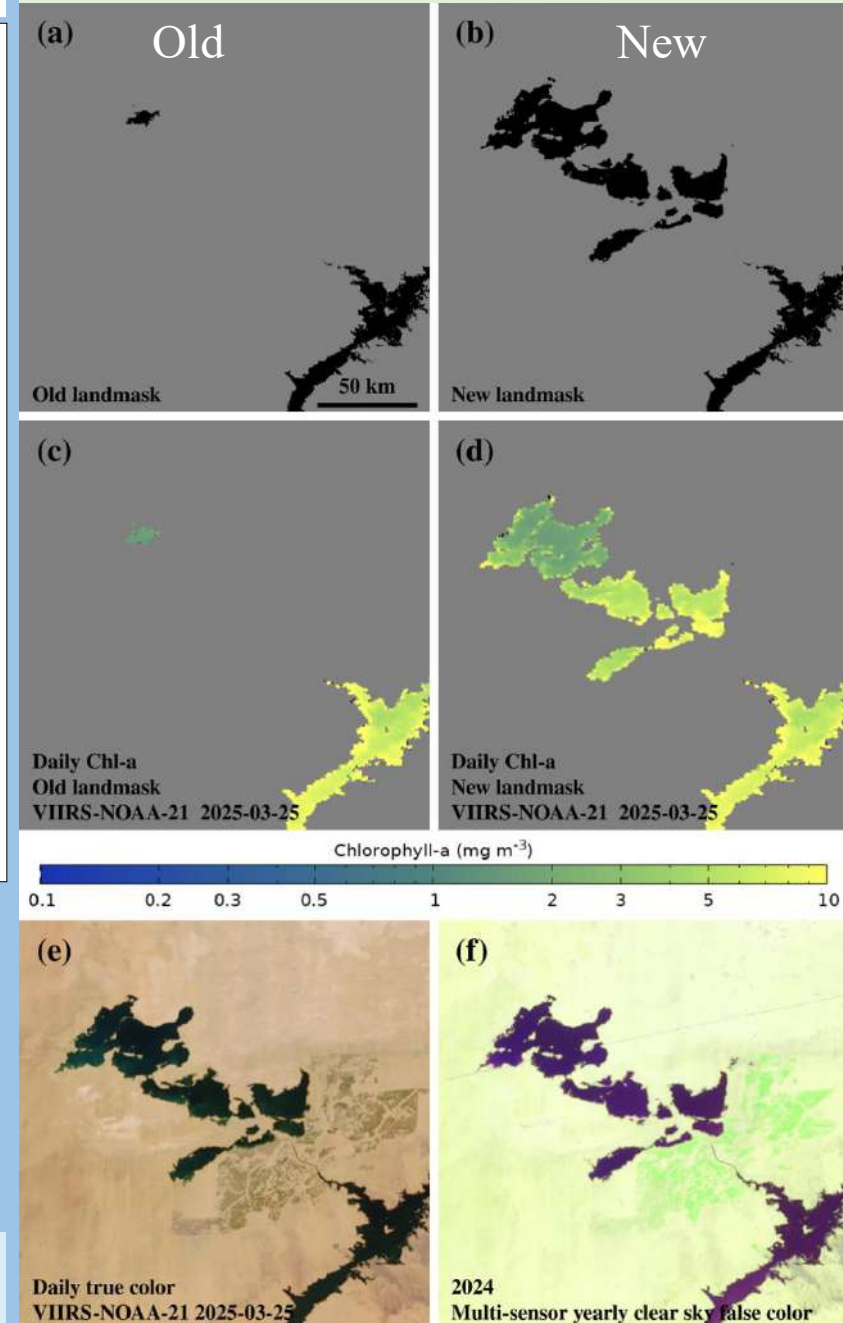 (a)
Old
Old landmask
50 km
(b)
New
New landmask
(c)
Daily Chl-a
Old landmask
VIIRS-NOAA-21 2025-03-25
(d)
Daily Chl-a
New landmask
VIIRS-NOAA-21 2025-03-25
Chlorophyll-a (mg m⁻³)
0.1 0.2 0.3 0.5 1 2 3 5 10
(e)
Daily true color
VIIRS-NOAA-21 2025-03-25
(f)
2024
Multi-sensor yearly clear sky false color